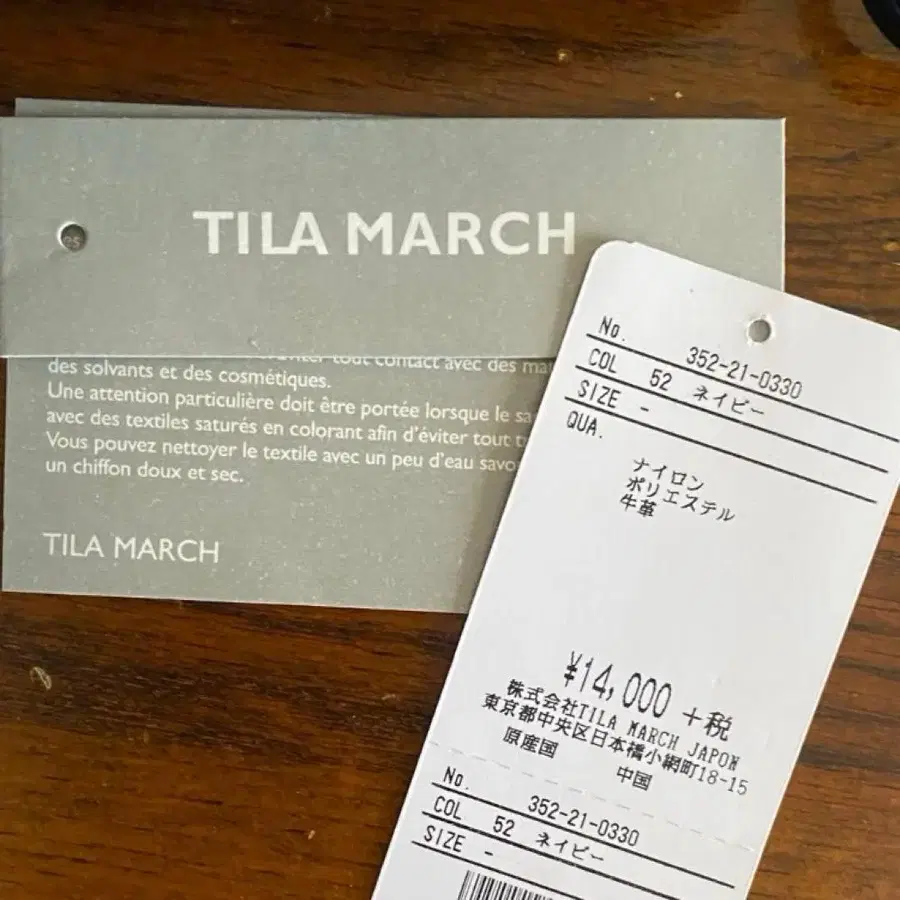 TILA MARCH
tout contact avec des
des solvants et des cosmétiques.
Une attention particulière doit être portée lorsque le
avec des textiles saturés en colorant afin d'éviter tout
Vous pouvez nettoyer le textile avec un peu d'eau
un chiffon doux et sec.
TILA MARCH
No. 352-21-0330
COL 52 ネイビー
SIZE -
QUA.
ナイロン
ポリエステル
牛革
¥14,000 +税
株式会社TILA MARCH JAPON
東京都中央区日本橋小網町18-15
原産国 中国
No. 352-21-0330
COL 52 ネイビー
SIZE -